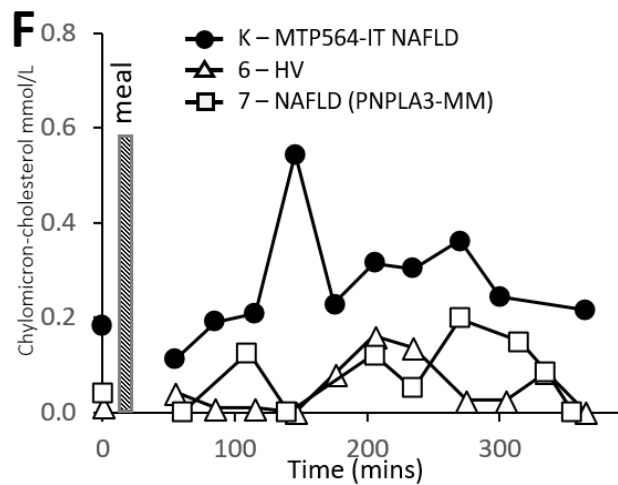 F
Chylomicron-cholesterol mmol/L
0.8
0.6
0.4
0.2
0.0
meal
K – MTP564-IT NAFLD
6 – HV
7 – NAFLD (PNPLA3-MM)
0
100
200
300
Time (mins)